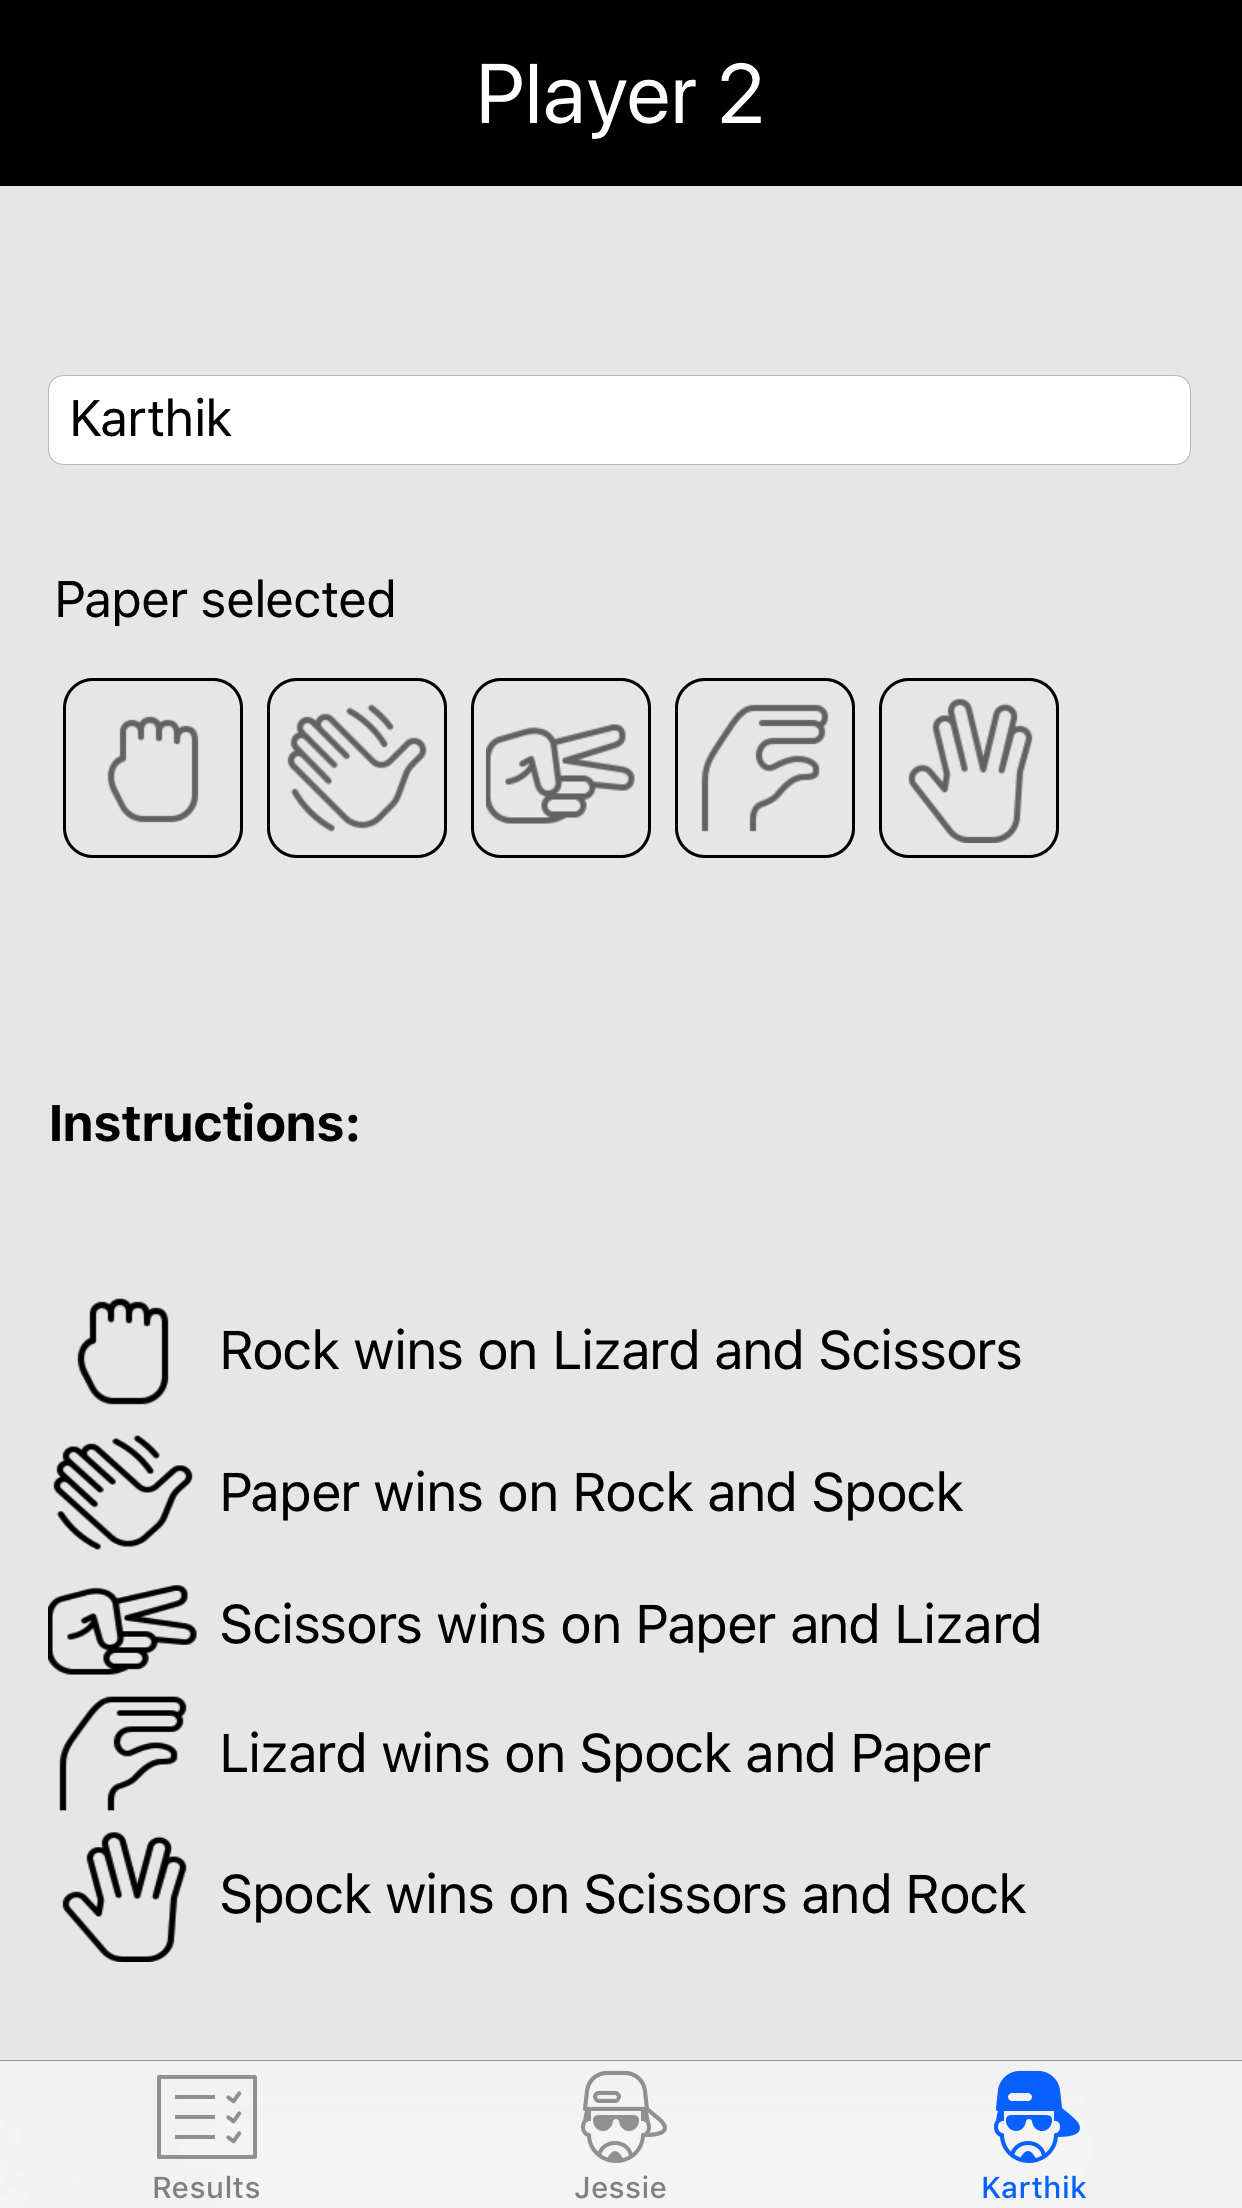 Player 2
Karthik
Paper selected
Instructions:
Rock wins on Lizard and Scissors
Paper wins on Rock and Spock
Scissors wins on Paper and Lizard
Lizard wins on Spock and Paper
Spock wins on Scissors and Rock
Results
Jessie
Karthik